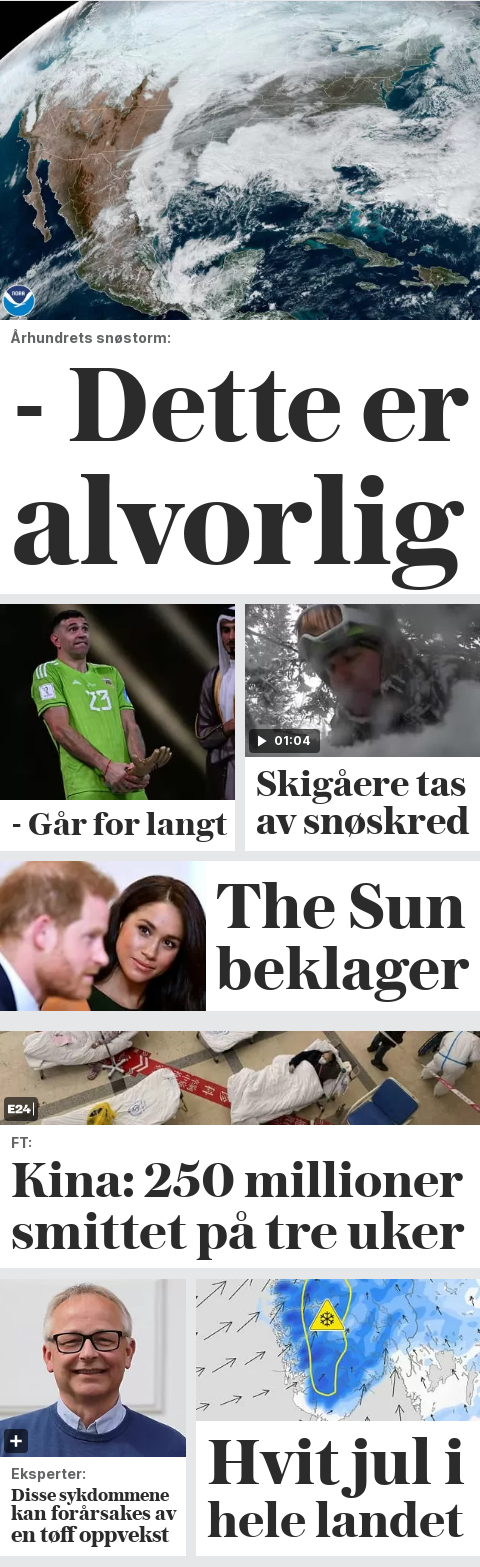 NOAA
Århundrets snøstorm:
- Dette er
alvorlig
23
- Går for langt
01:04
Skigåere tas
av snøskred
The Sun
beklager
E24
FT:
Kina: 250 millioner
smittet på tre uker
Eksperter:
Disse sykdommene
kan forårsakes av
en tøff oppvekst
Hvit jul i
hele landet